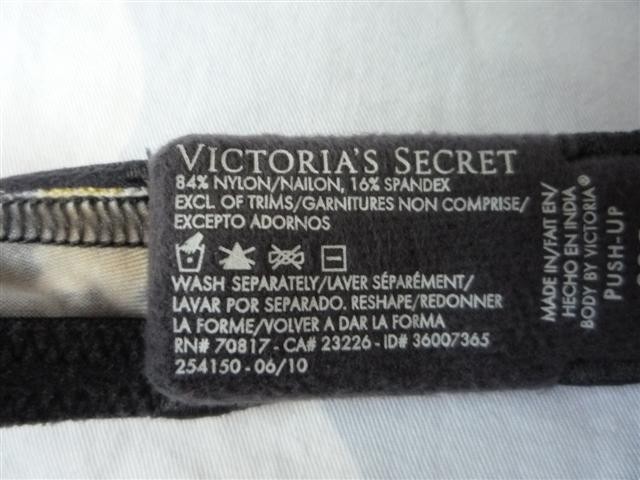 VICTORIA'S SECRET
84% NYLON/NAILON, 16% SPANDEX
EXCL OF TRIMS/GARNITURES NON COMPRISE/
EXCEPTO ADORNOS
WASH SEPARATELY/LAVER SÉPARÉMENT/
LAVAR POR SEPARADO. RESHAPE/REDONNER
LA FORME/VOLVER A DAR LA FORMA
RN# 70817 - CA# 23226 - ID# 36007365
254150 - 06/10
MADE IN/FAIT EN/
HECHO EN INDIA
BODY BY VICTORIA®
PUSH-UP